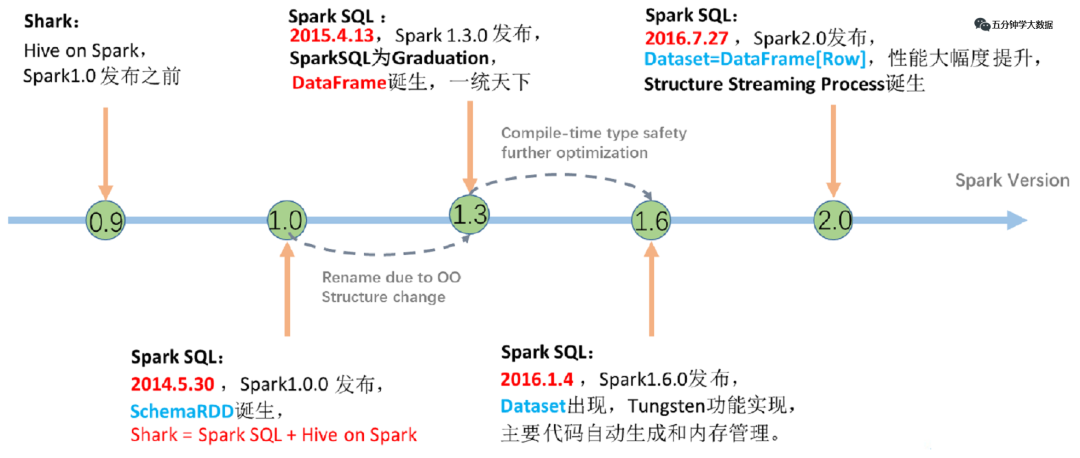 五分钟学大数据
Shark：
Hive on Spark，
Spark1.0 发布之前
Spark SQL：
2015.4.13，Spark 1.3.0 发布，
SparkSQL为Graduation，
DataFrame诞生，一统天下
Spark SQL：
2016.7.27 ，Spark2.0发布，
Dataset=DataFrame[Row]，性能大幅度提升，
Structure Streaming Process诞生
Compile-time type safety
further optimization
Spark Version
0.9
1.0
1.3
1.6
2.0
Rename due to OO
Structure change
Spark SQL：
2014.5.30 ，Spark1.0.0 发布，
SchemaRDD诞生，
Shark = Spark SQL + Hive on Spark
Spark SQL：
2016.1.4 ，Spark1.6.0发布，
Dataset出现，Tungsten功能实现，
主要代码自动生成和内存管理。